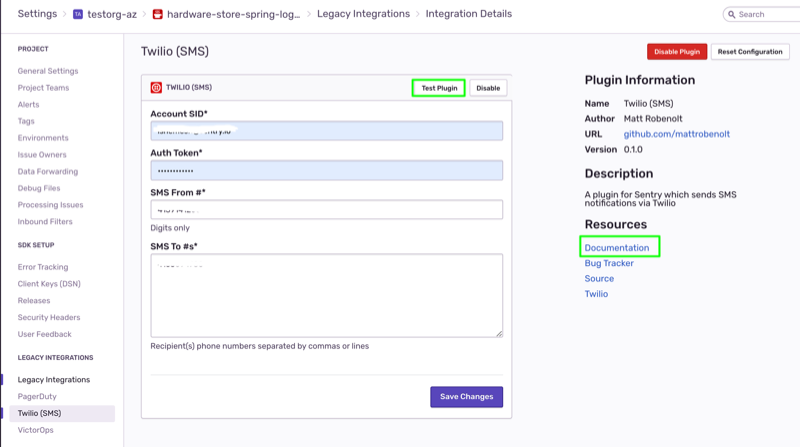 Settings > TA testorg-az > hardware-store-spring-log... > Legacy Integrations > Integration Details
Search
PROJECT
General Settings
Project Teams
Alerts
Tags
Environments
Issue Owners
Data Forwarding
Debug Files
Processing Issues
Inbound Filters
SDK SETUP
Error Tracking
Client Keys (DSN)
Releases
Security Headers
User Feedback
LEGACY INTEGRATIONS
Legacy Integrations
PagerDuty
Twilio (SMS)
VictorOps
Twilio (SMS)
Disable Plugin
Reset Configuration
TWILIO (SMS)
Test Plugin
Disable
Account SID*
Auth Token*
••••••••••••
SMS From #*
Digits only
SMS To #s*
Recipient(s) phone numbers separated by commas or lines
Save Changes
Plugin Information
Name Twilio (SMS)
Author Matt Robenolt
URL github.com/mattrobenolt
Version 0.1.0
Description
A plugin for Sentry which sends SMS
notifications via Twilio
Resources
Documentation
Bug Tracker
Source
Twilio